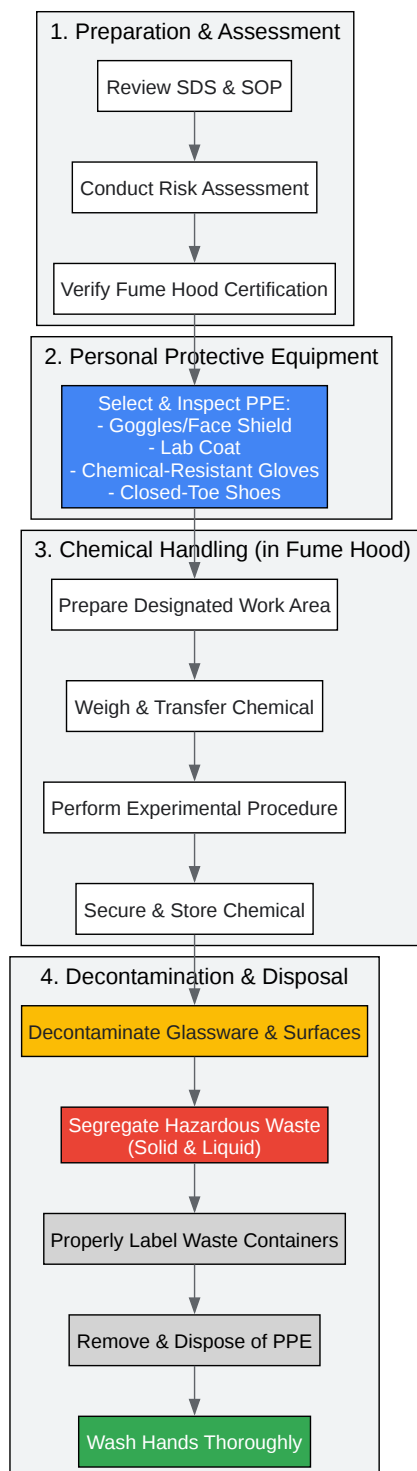 1. Preparation & Assessment
Review SDS & SOP
Conduct Risk Assessment
Verify Fume Hood Certification
2. Personal Protective Equipment
Select & Inspect PPE:
- Goggles/Face Shield
- Lab Coat
- Chemical-Resistant Gloves
- Closed-Toe Shoes
3. Chemical Handling (in Fume Hood)
Prepare Designated Work Area
Weigh & Transfer Chemical
Perform Experimental Procedure
Secure & Store Chemical
4. Decontamination & Disposal
Decontaminate Glassware & Surfaces
Segregate Hazardous Waste
(Solid & Liquid)
Properly Label Waste Containers
Remove & Dispose of PPE
Wash Hands Thoroughly